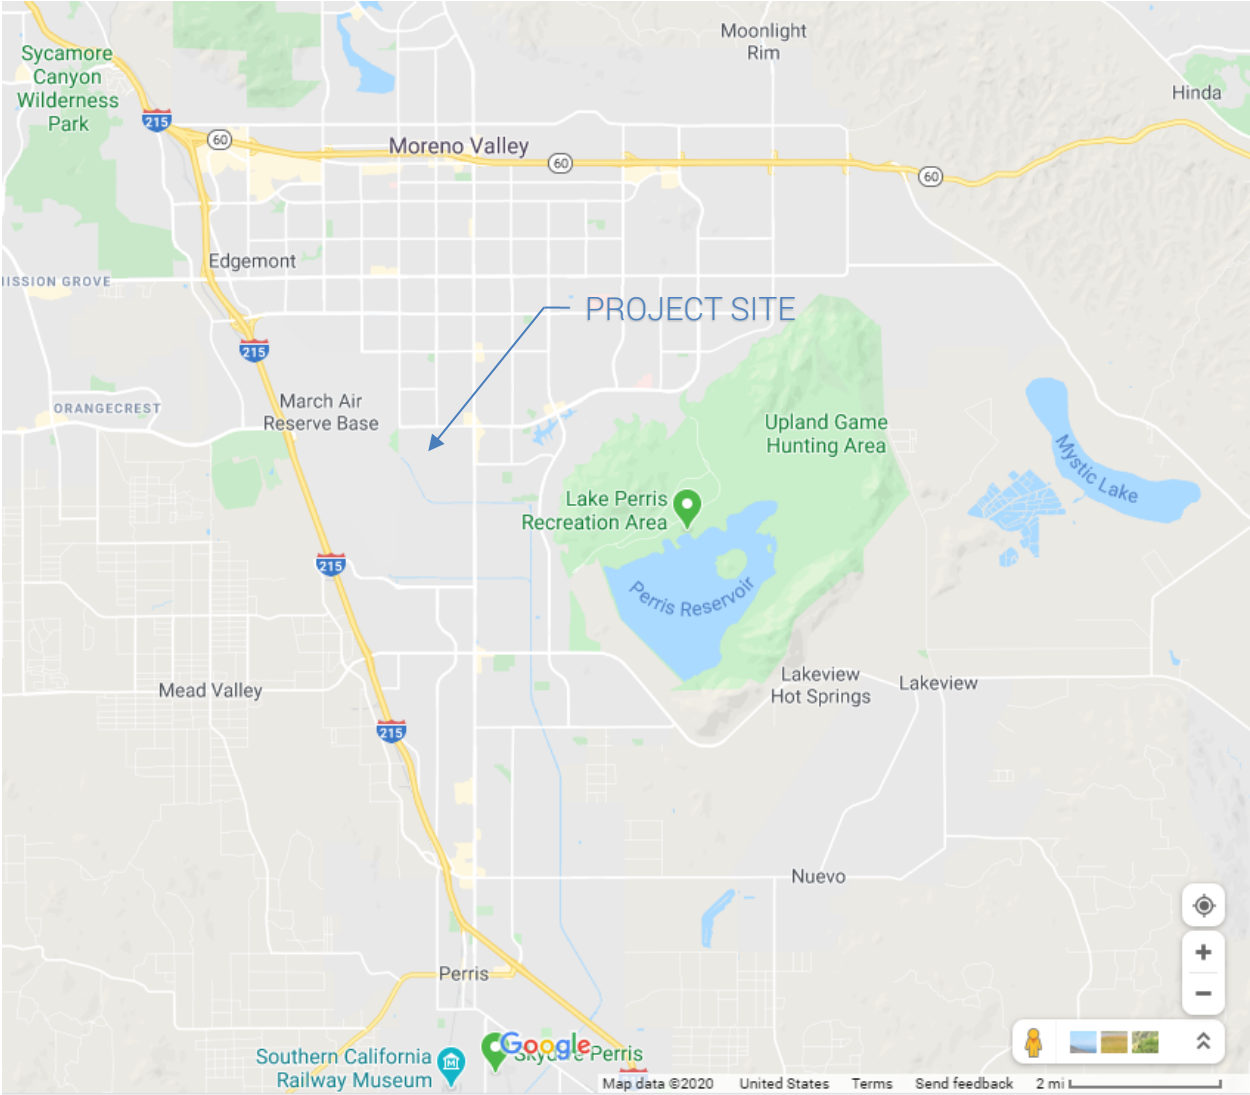 Moonlight
Rim
Sycamore
Canyon
Wilderness
Park
Hinda
215
60
Moreno Valley
60
60
Edgemont
IISSION GROVE
PROJECT SITE
215
March Air
Reserve Base
ORANGECREST
Upland Game
Hunting Area
Mystic Lake
Lake Perris
Recreation Area
215
Perris Reservoir
Lakeview
Hot Springs
Lakeview
Mead Valley
215
Nuevo
Perris
Southern California
Railway Museum
Google
Perris
Map data ©2020 United States Terms Send feedback 2 mi